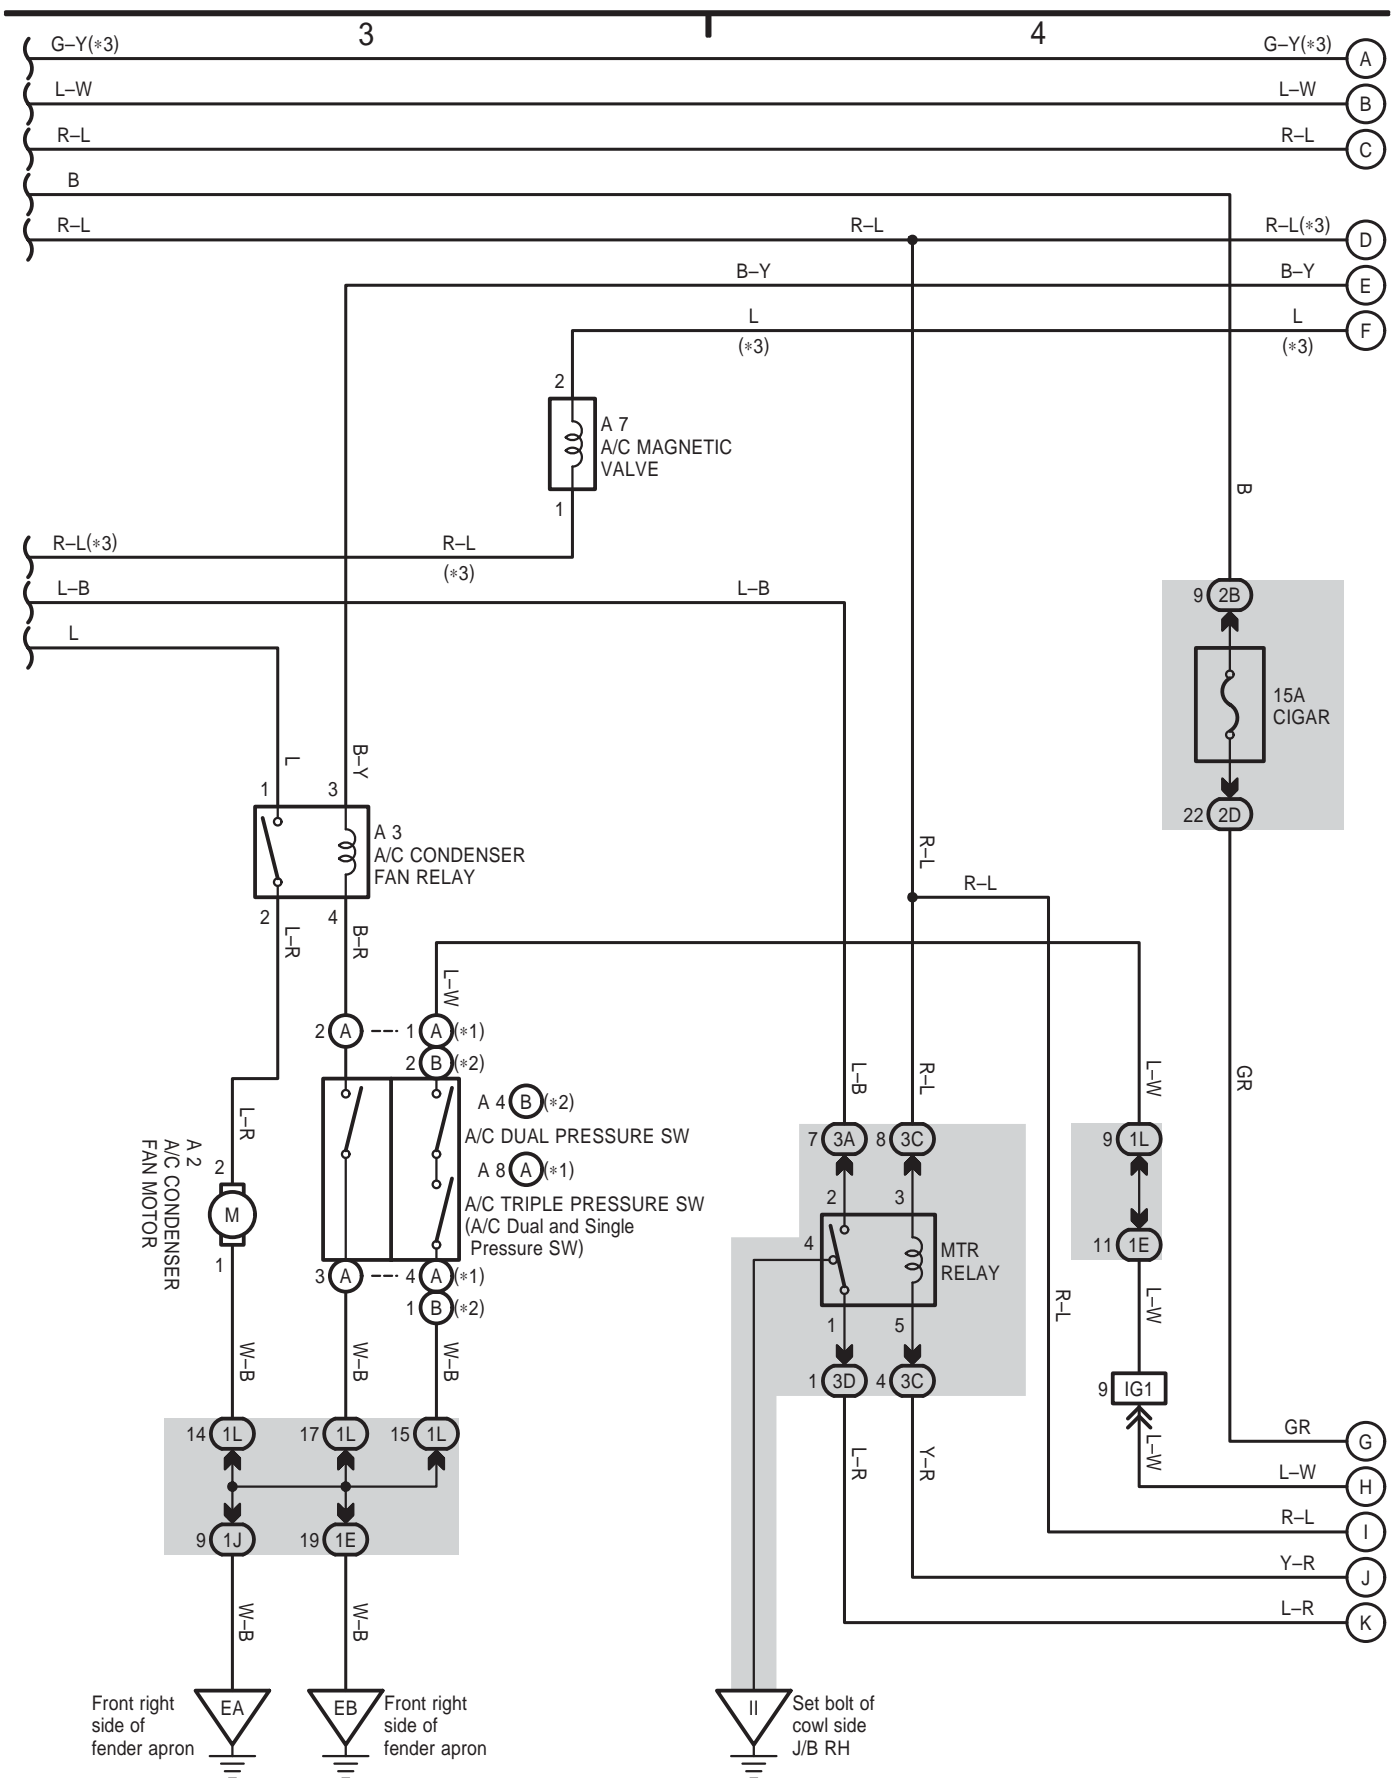 3
4
G–Y(∗3)
G–Y(∗3)
A
L–W
L–W
B
R–L
R–L
C
B
R–L
R–L
R–L(∗3)
D
B–Y
B–Y
E
L
(∗3)
L
(∗3)
F
2
A 7
A/C MAGNETIC
VALVE
1
B
R–L(∗3)
R–L
(∗3)
L–B
L–B
L
9 2B
15A
CIGAR
22 2D
L
B–Y
1
3
A 3
A/C CONDENSER
FAN RELAY
2
4
L–R
B–R
R–L
R–L
L–W
2 A
1 A (∗1)
2 B (∗2)
A 4 B (∗2)
A/C DUAL PRESSURE SW
A 8 A (∗1)
A/C TRIPLE PRESSURE SW
(A/C Dual and Single
Pressure SW)
3 A
4 A (∗1)
1 B (∗2)
L–R
A 2
A/C CONDENSER
FAN MOTOR
2
M
1
L–B
R–L
L–W
GR
7 3A
8 3C
9 1L
2
3
4
MTR
RELAY
1
5
11 1E
1 3D
4 3C
R–L
L–W
9 IG1
W–B
W–B
W–B
14 1L
17 1L
15 1L
9 1J
19 1E
L–R
Y–R
L–W
GR
G
L–W
H
R–L
I
Y–R
J
L–R
K
W–B
W–B
Front right
side of
fender apron
EA
EB
Front right
side of
fender apron
II
Set bolt of
cowl side
J/B RH